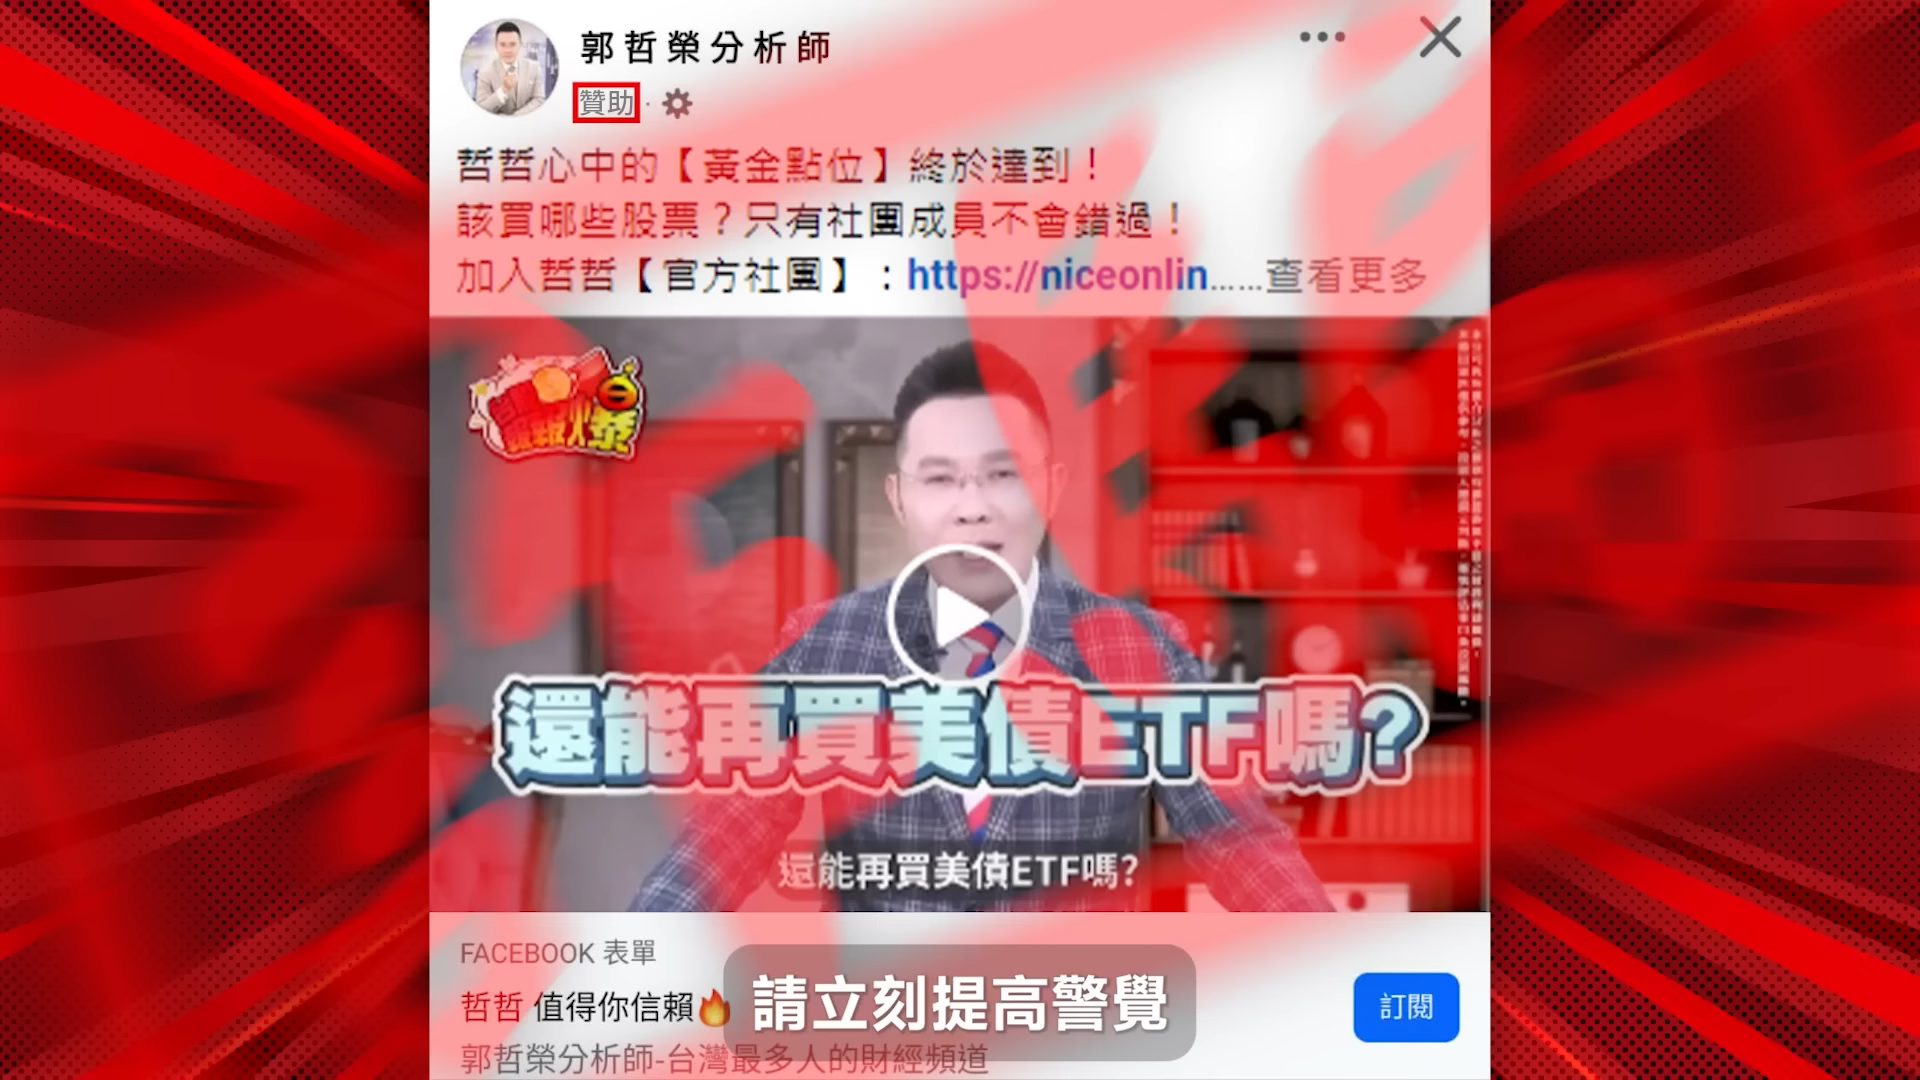 郭哲榮分析師
贊助
哲哲心中的【黃金點位】終於達到！
該買哪些股票？只有社團成員不會錯過！
加入哲哲【官方社團】：https://niceonlin……查看更多
還能再買美債ETF嗎?
還能再買美債ETF嗎?
FACEBOOK 表單
哲哲 值得你信賴🔥
郭哲榮分析師-台灣最多人的財經頻道
訂閱
請立刻提高警覺